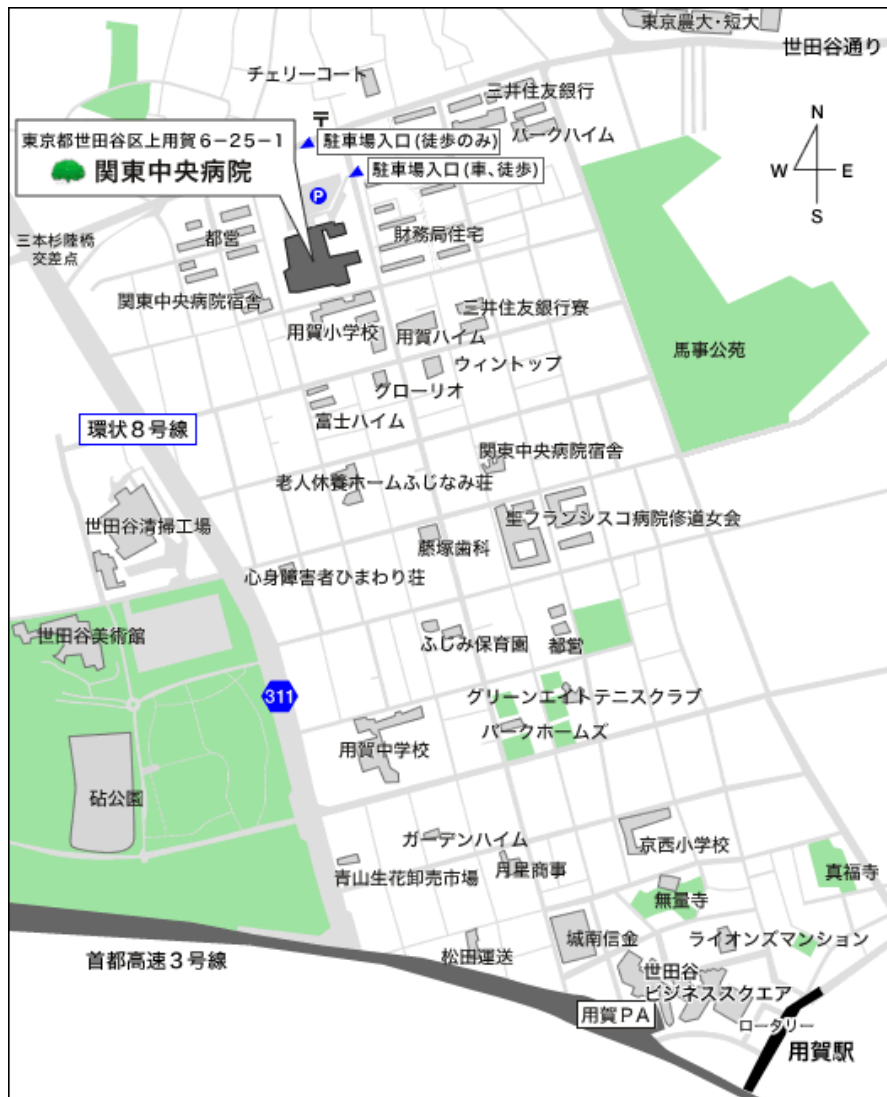 東京農大・短大
世田谷通り
チェリーコート
三井住友銀行
〒
パークハイム
駐車場入口(徒歩のみ)
東京都世田谷区上用賀6-25-1
関東中央病院
駐車場入口(車、徒歩)
P
N
W
E
S
三本杉陸橋
交差点
都営
財務局住宅
関東中央病院宿舎
三井住友銀行寮
用賀小学校
用賀ハイム
馬事公苑
ウィントップ
グローリオ
富士ハイム
環状8号線
関東中央病院宿舎
老人休養ホームふじなみ荘
聖フランシスコ病院修道女会
世田谷清掃工場
藤塚歯科
心身障害者ひまわり荘
世田谷美術館
ふじみ保育園
都営
311
グリーンエイトテニスクラブ
パークホームズ
用賀中学校
砧公園
ガーデンハイム
京西小学校
月星商事
青山生花卸売市場
真福寺
無量寺
城南信金
ライオンズマンション
首都高速3号線
松田運送
世田谷
ビジネススクエア
用賀PA
ロータリー
用賀駅